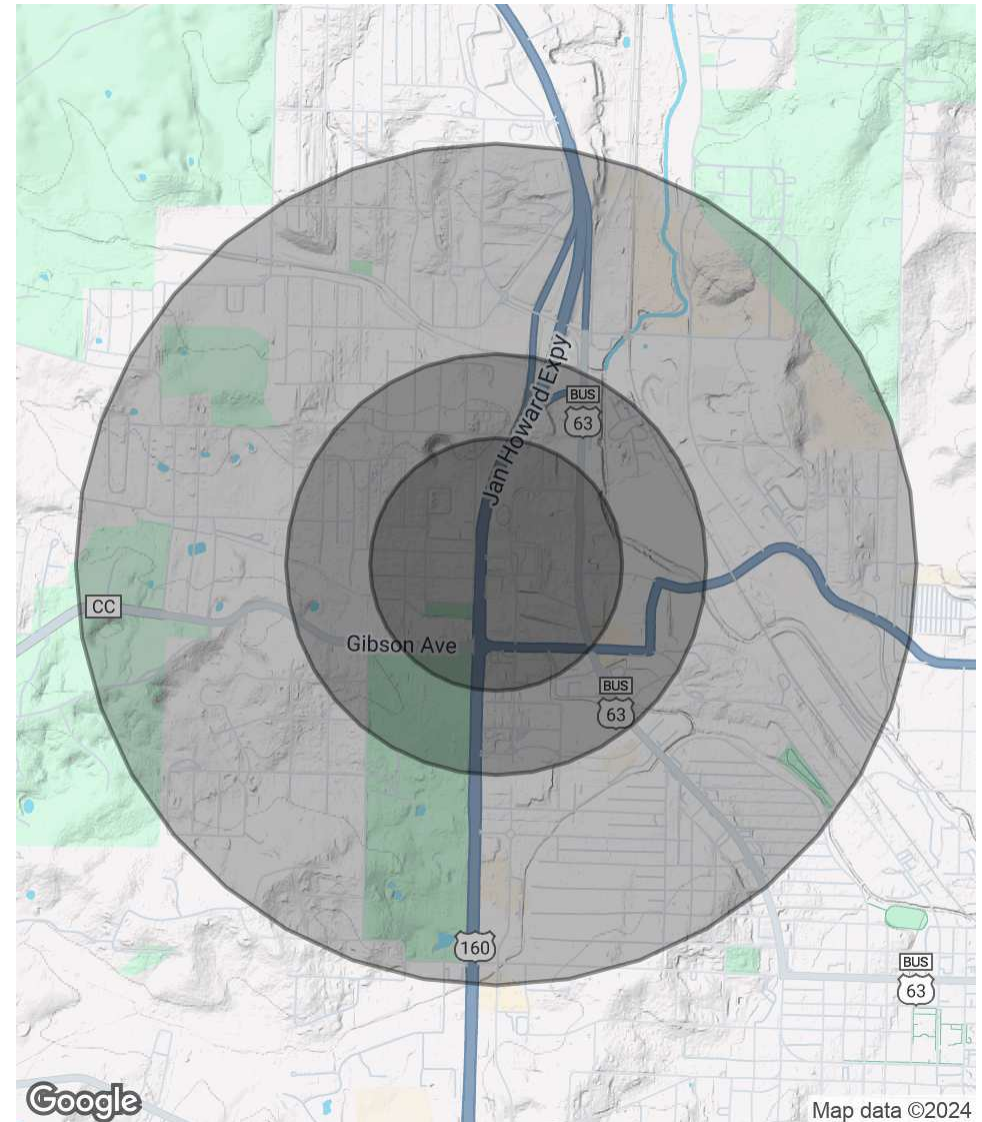 Jan Howard Expy
BUS
63
CC
Gibson Ave
BUS
63
160
BUS
63
Google
Map data ©2024